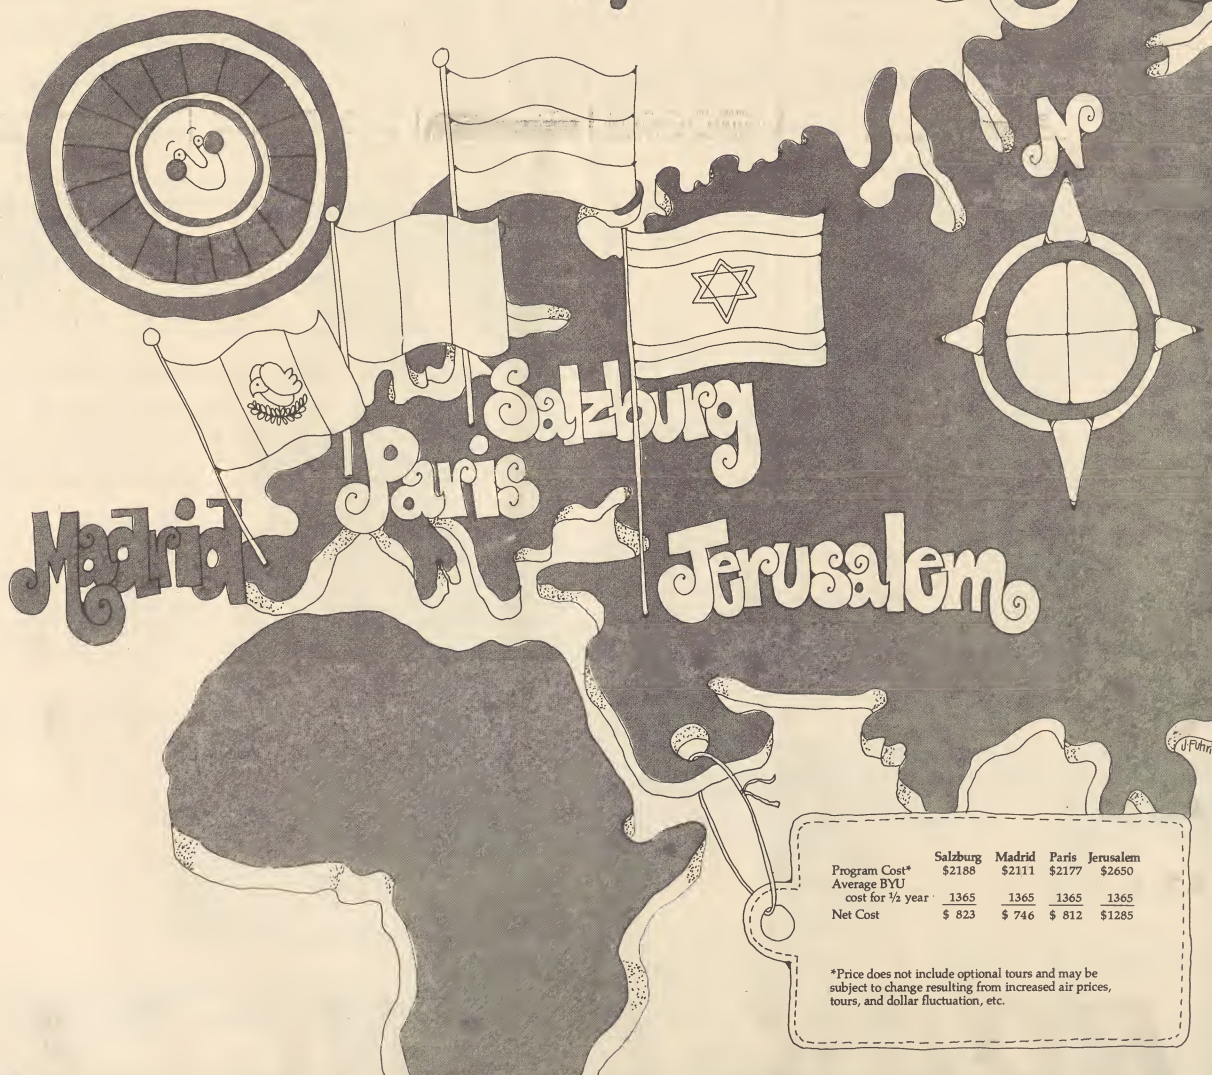 N
Salzburg
Paris
Madrid
Jerusalem
J. Fuhr
Salzburg Madrid Paris Jerusalem
Program Cost* $2188 $2111 $2177 $2650
Average BYU
cost for ½ year 1365 1365 1365 1365
Net Cost $ 823 $ 746 $ 812 $1285
*Price does not include optional tours and may be
subject to change resulting from increased air prices,
tours, and dollar fluctuation, etc.